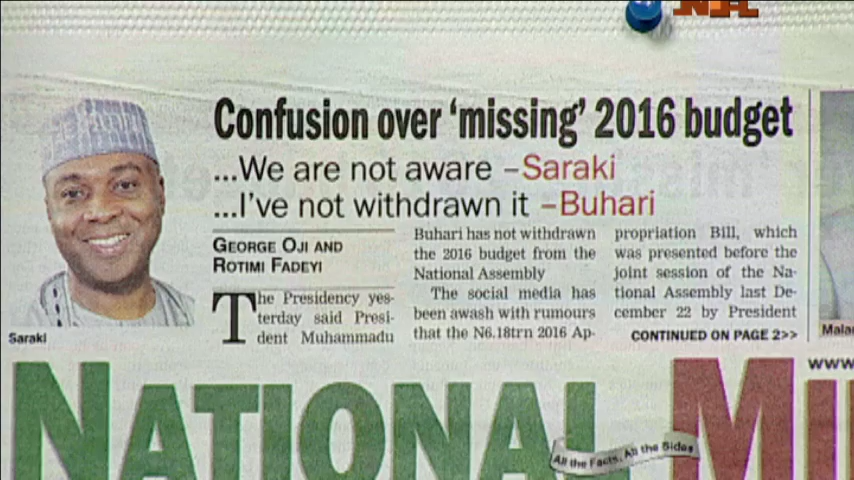 Confusion over ‘missing’ 2016 budget
...We are not aware –Saraki
...I’ve not withdrawn it –Buhari
GEORGE OJI AND
ROTIMI FADEYI
The Presidency yes-
terday said Presi-
dent Muhammadu
Buhari has not withdrawn
the 2016 budget from the
National Assembly
The social media has
been awash with rumours
that the N6.18trn 2016 Ap-
propriation Bill, which
was presented before the
joint session of the Na-
tional Assembly last De-
cember 22 by President
CONTINUED ON PAGE 2>>
Saraki
www
NATIONAL
All the Facts, All the Sides